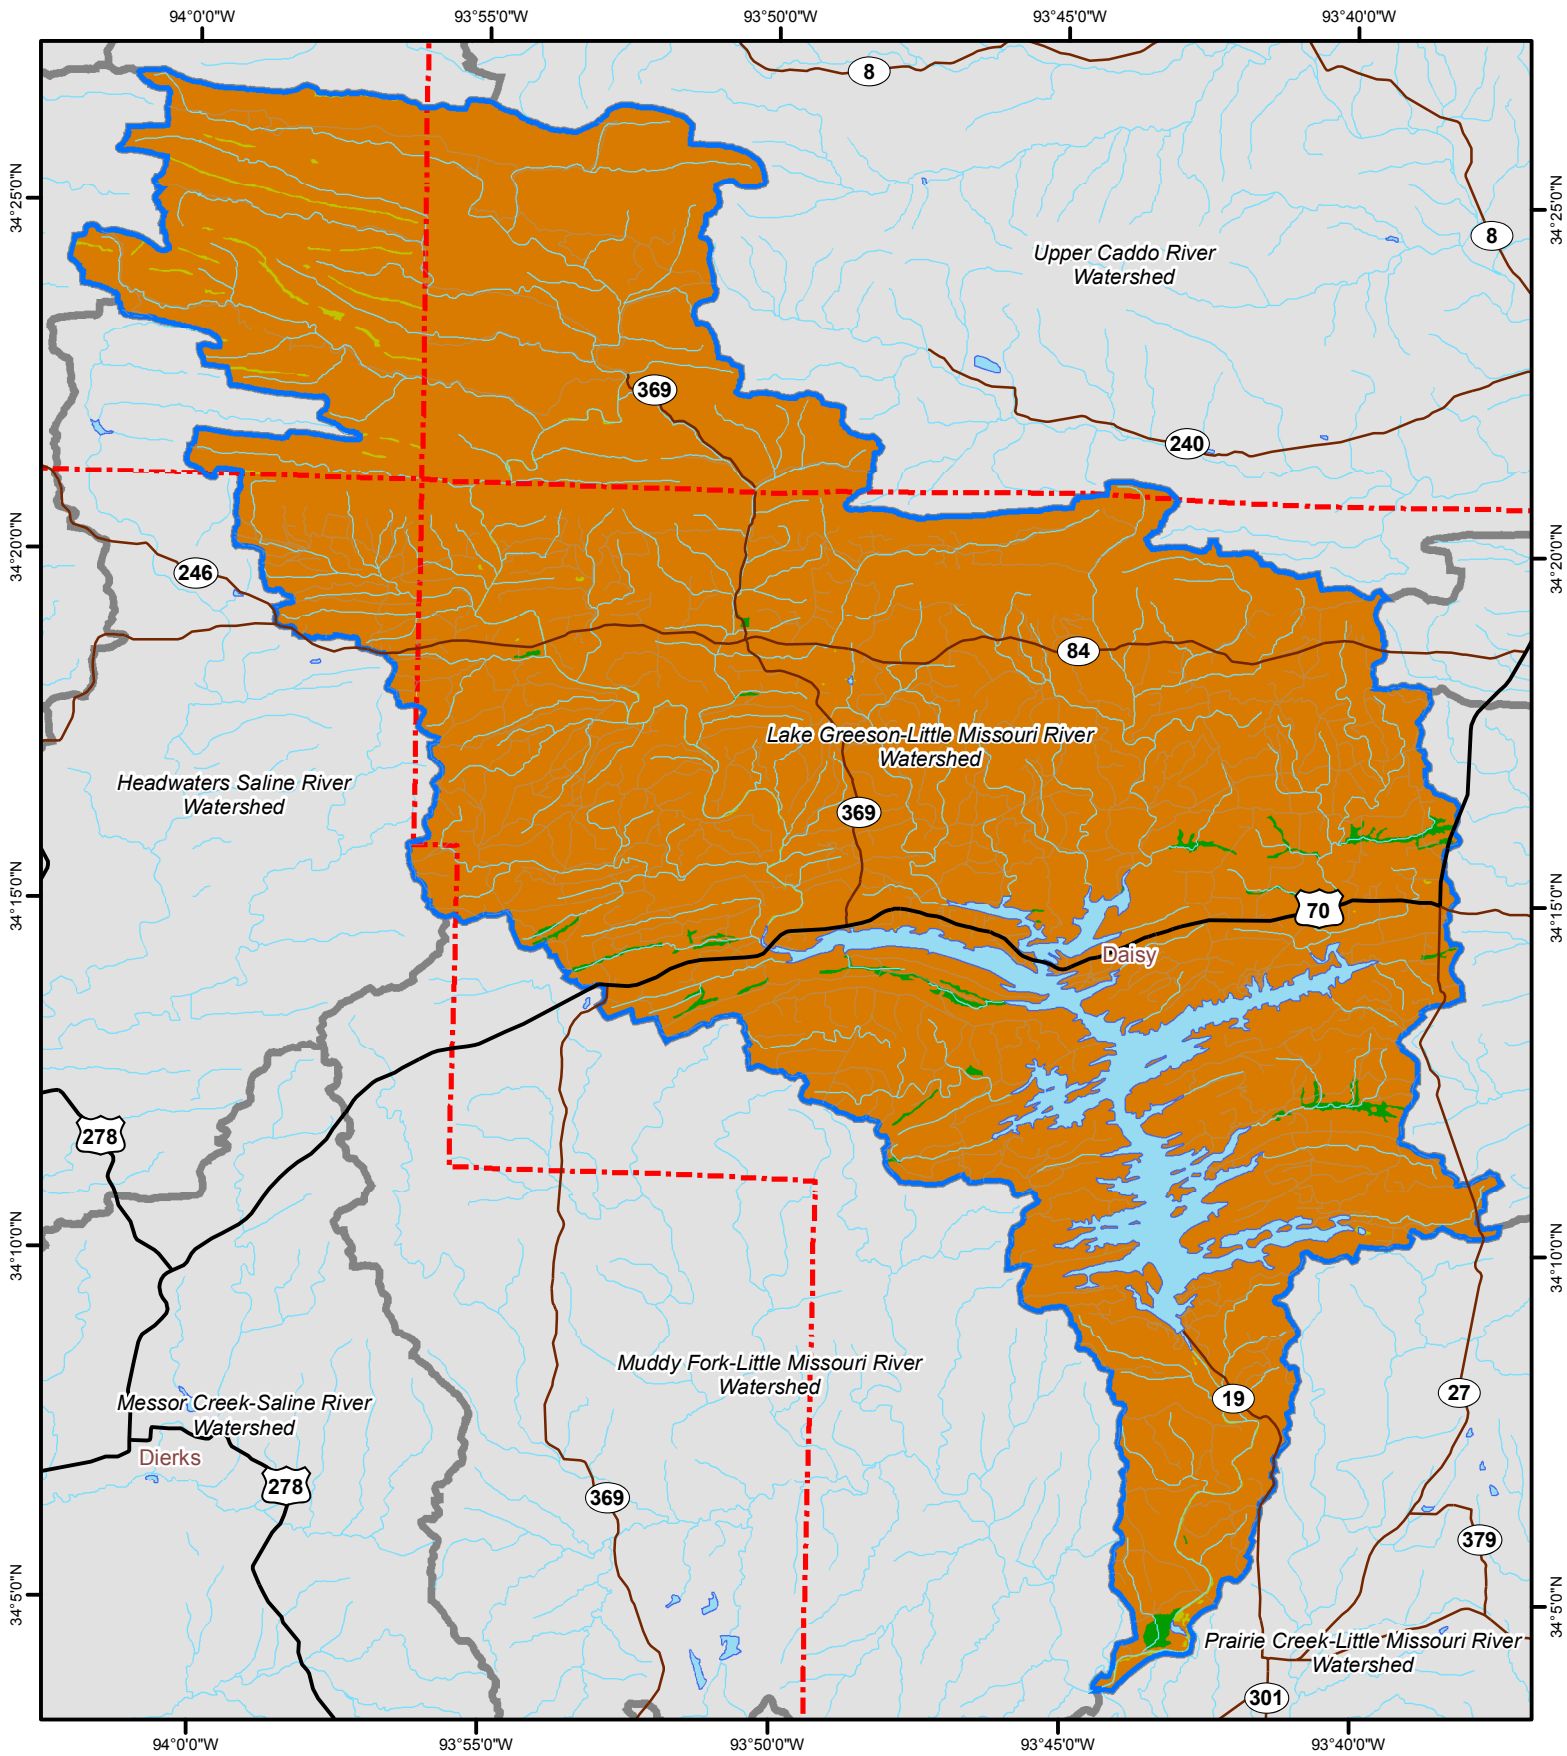 94°0'0"W
93°55'0"W
93°50'0"W
93°45'0"W
93°40'0"W
8
34°25'0"N
34°25'0"N
8
Upper Caddo River
Watershed
369
240
34°20'0"N
34°20'0"N
246
84
Lake Greeson-Little Missouri River
Watershed
Headwaters Saline River
Watershed
369
34°15'0"N
34°15'0"N
70
Daisy
278
34°10'0"N
34°10'0"N
Muddy Fork-Little Missouri River
Watershed
Messor Creek-Saline River
Watershed
19
27
Dierks
278
369
379
34°5'0"N
34°5'0"N
Prairie Creek-Little Missouri River
Watershed
301
94°0'0"W
93°55'0"W
93°50'0"W
93°45'0"W
93°40'0"W